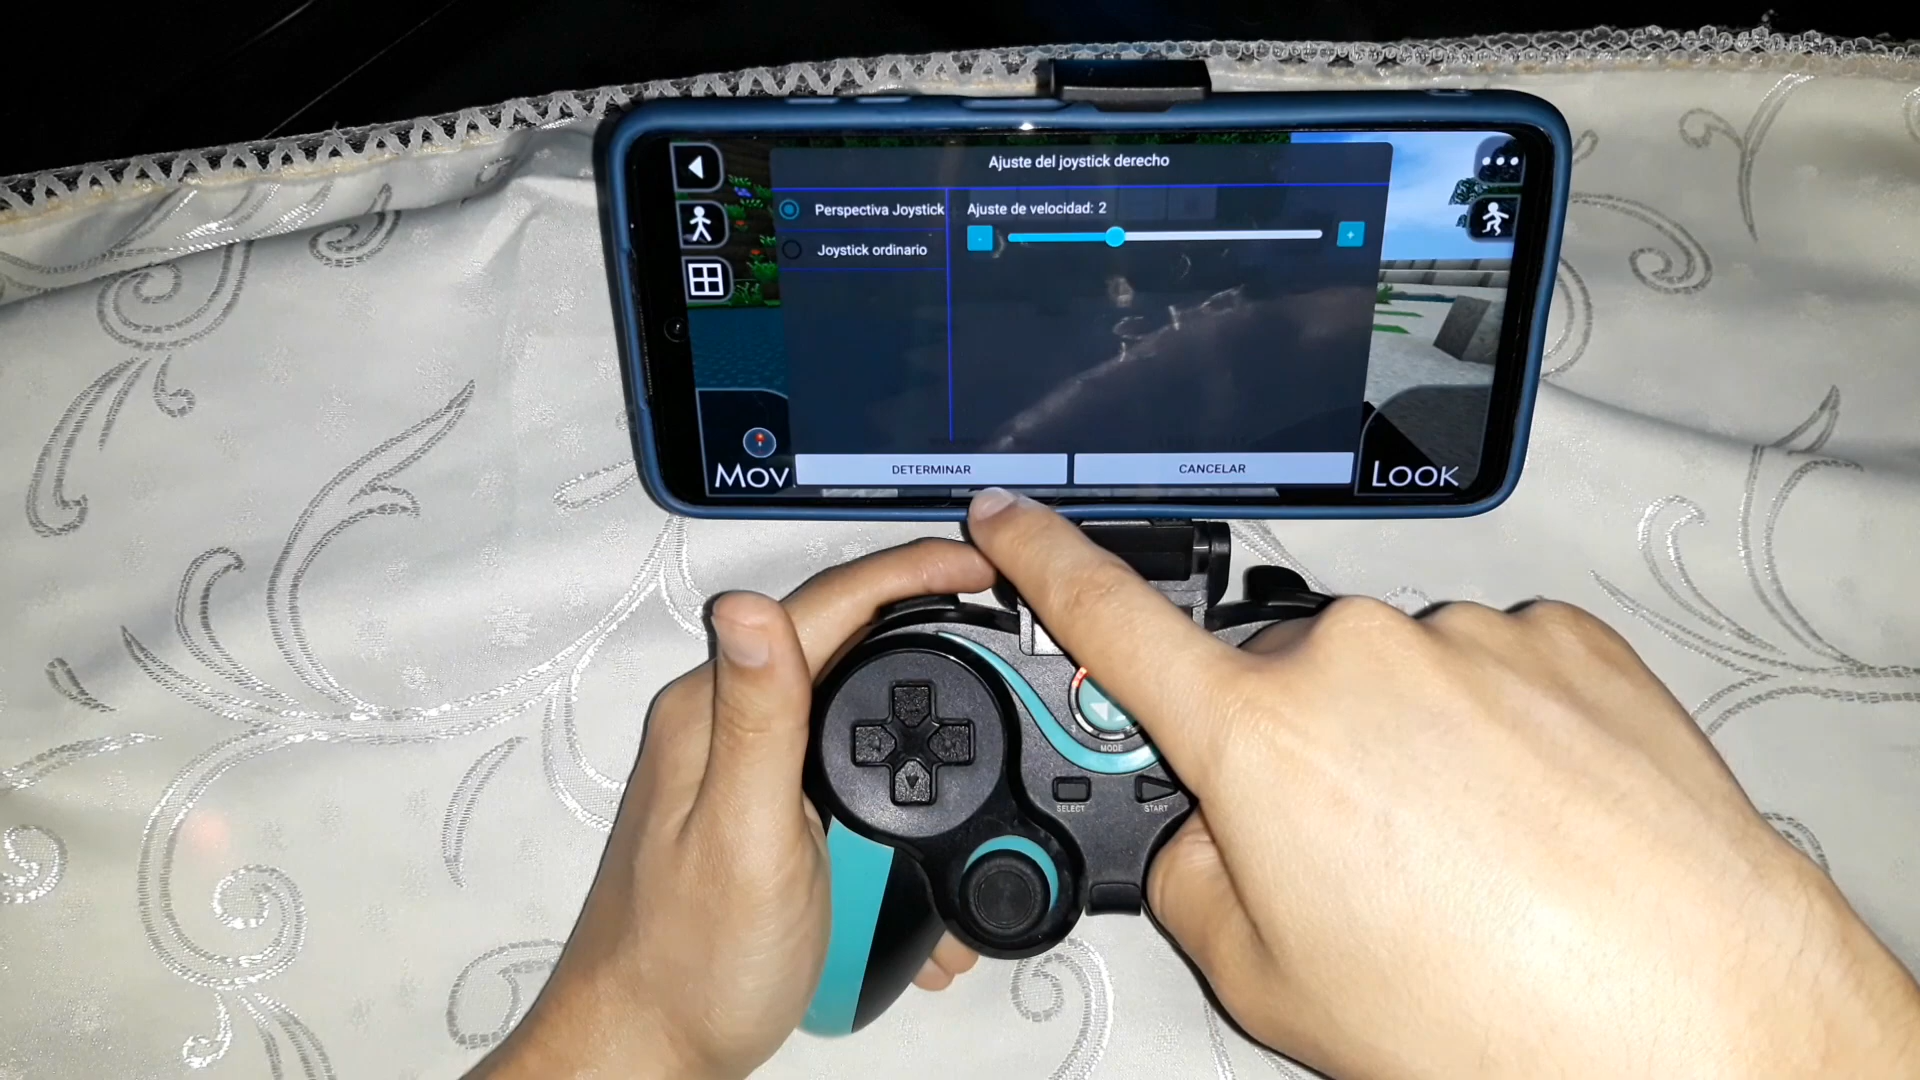 Ajuste del joystick derecho
Perspectiva Joystick
Joystick ordinario
Ajuste de velocidad: 2
-
+
DETERMINAR
CANCELAR
Mov
Look
3
MODE
SELECT
START